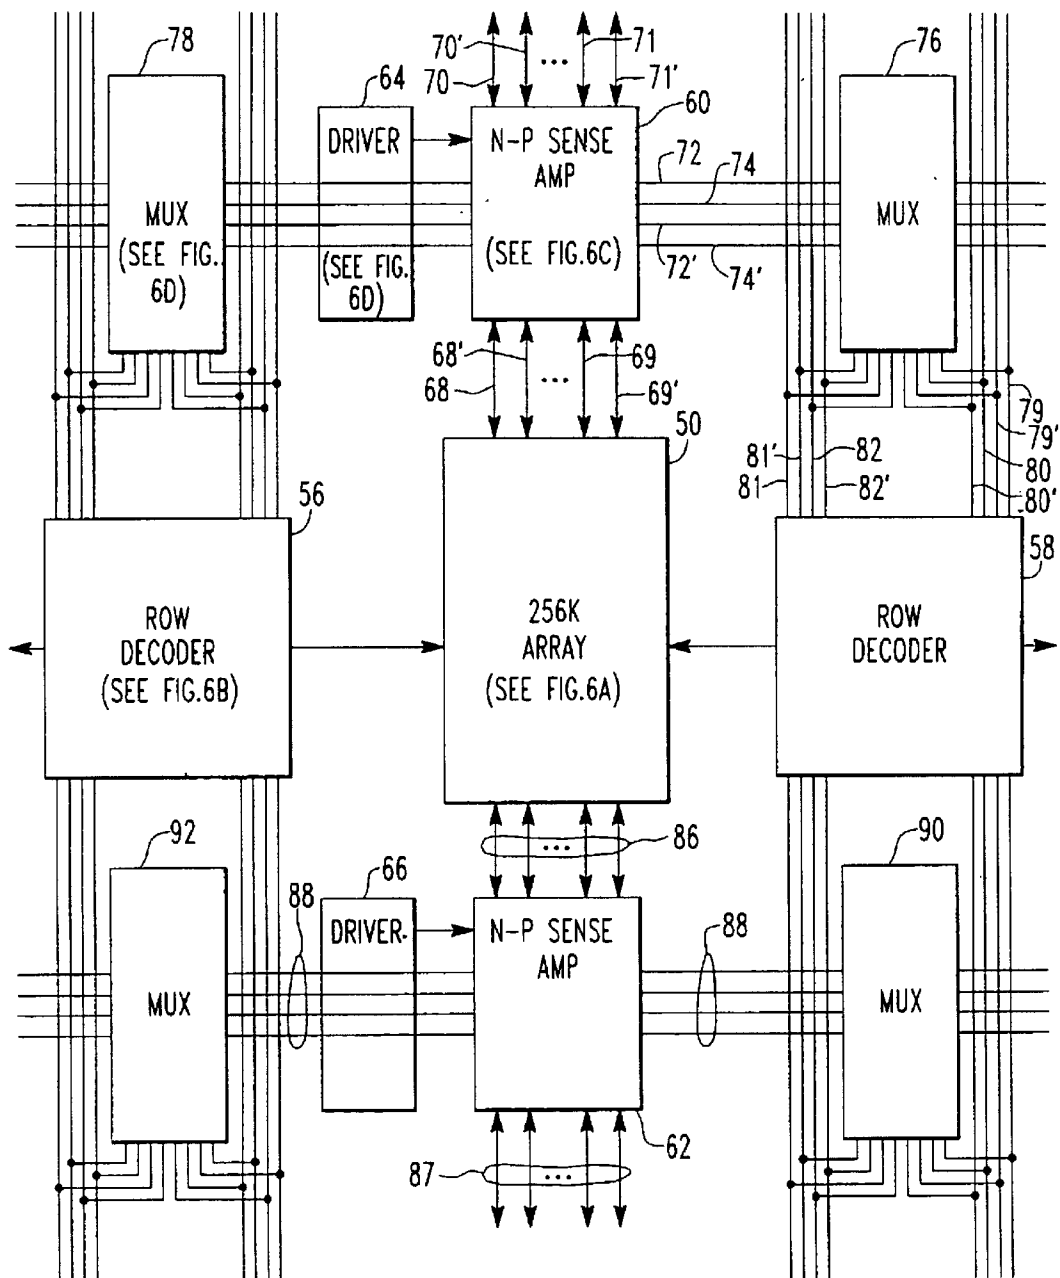 78
70'
70
71
71'
76
64
60
DRIVER
N-P SENSE
AMP
72
74
MUX
(SEE FIG.
6D)
(SEE FIG.
6D)
(SEE FIG.6C)
72'
74'
MUX
68'
68
69
69'
79
79'
80
80'
81'
81
82
82'
50
56
58
ROW
DECODER
(SEE FIG.6B)
256K
ARRAY
(SEE FIG.6A)
ROW
DECODER
86
92
90
66
88
DRIVER
N-P SENSE
AMP
88
MUX
MUX
62
87